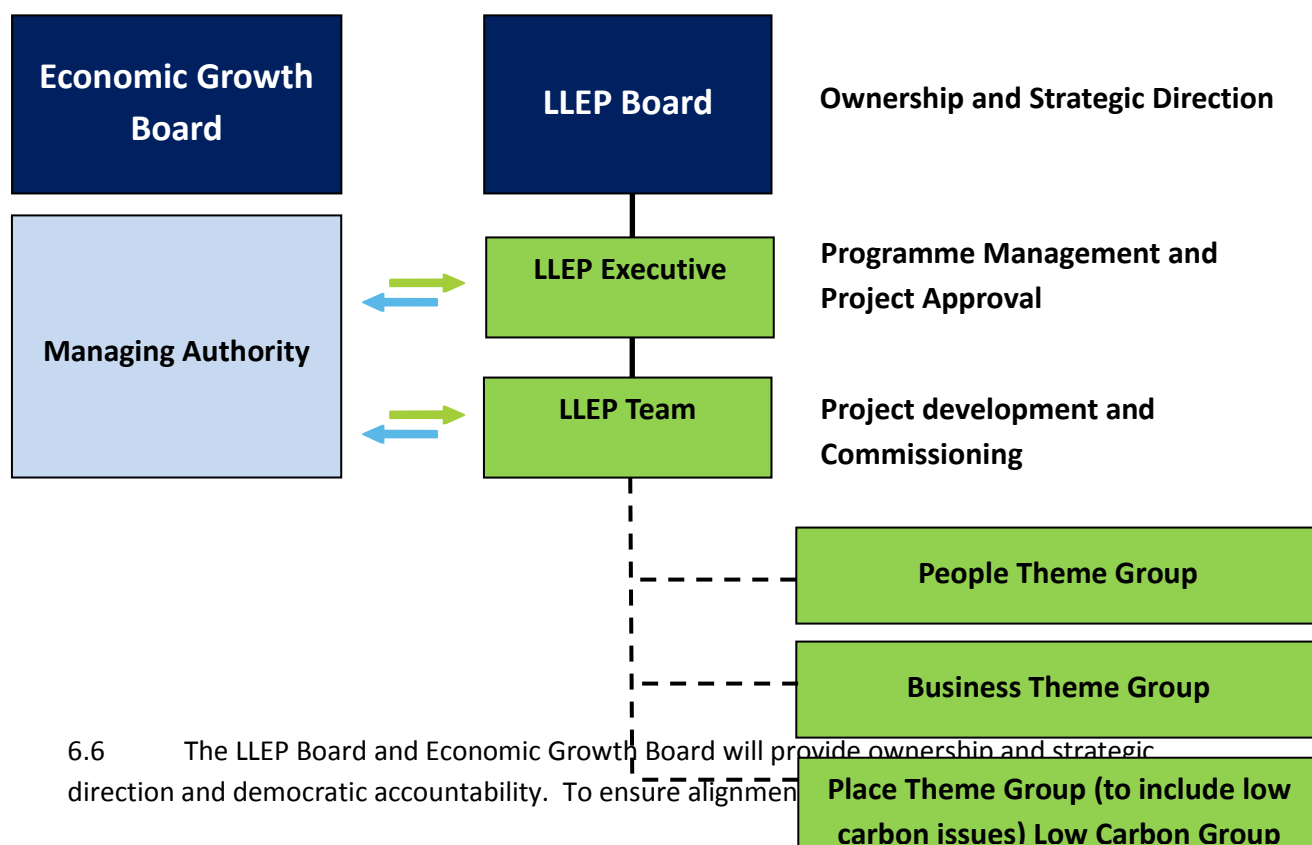 Economic Growth
Board
LLEP Board
Ownership and Strategic Direction
LLEP Executive
Programme Management and
Project Approval
Managing Authority
LLEP Team
Project development and
Commissioning
People Theme Group
Business Theme Group
6.6 The LLEP Board and Economic Growth Board will provide ownership and strategic
direction and democratic accountability. To ensure
Place Theme Group (to include low
carbon issues) Low Carbon Group